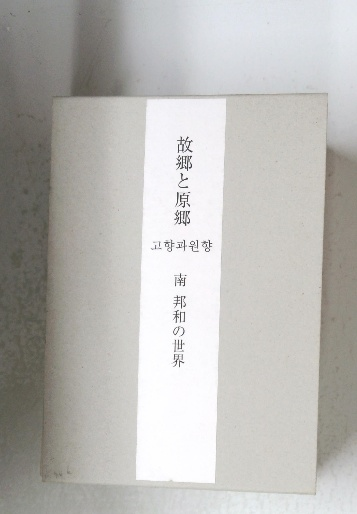 故郷と原郷
고향과원향
南 邦和の世界